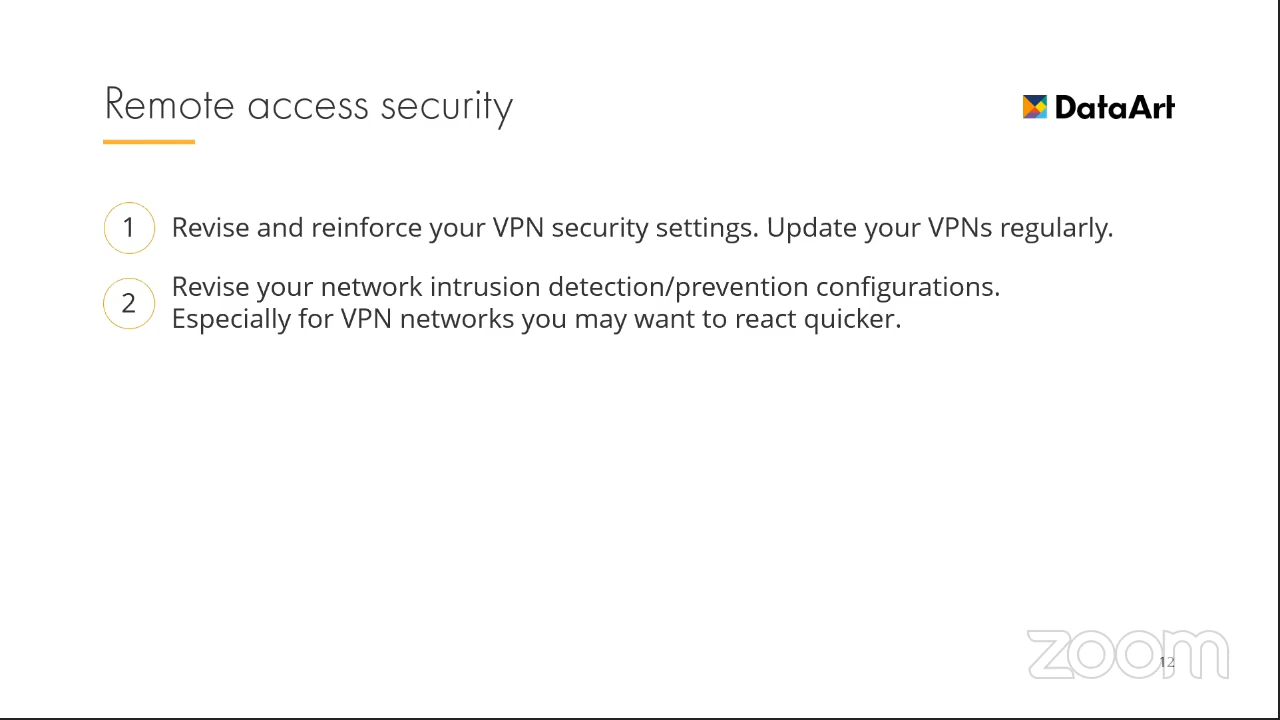 Remote access security
DataArt
1 Revise and reinforce your VPN security settings. Update your VPNs regularly.
2 Revise your network intrusion detection/prevention configurations.
Especially for VPN networks you may want to react quicker.
zoom
12